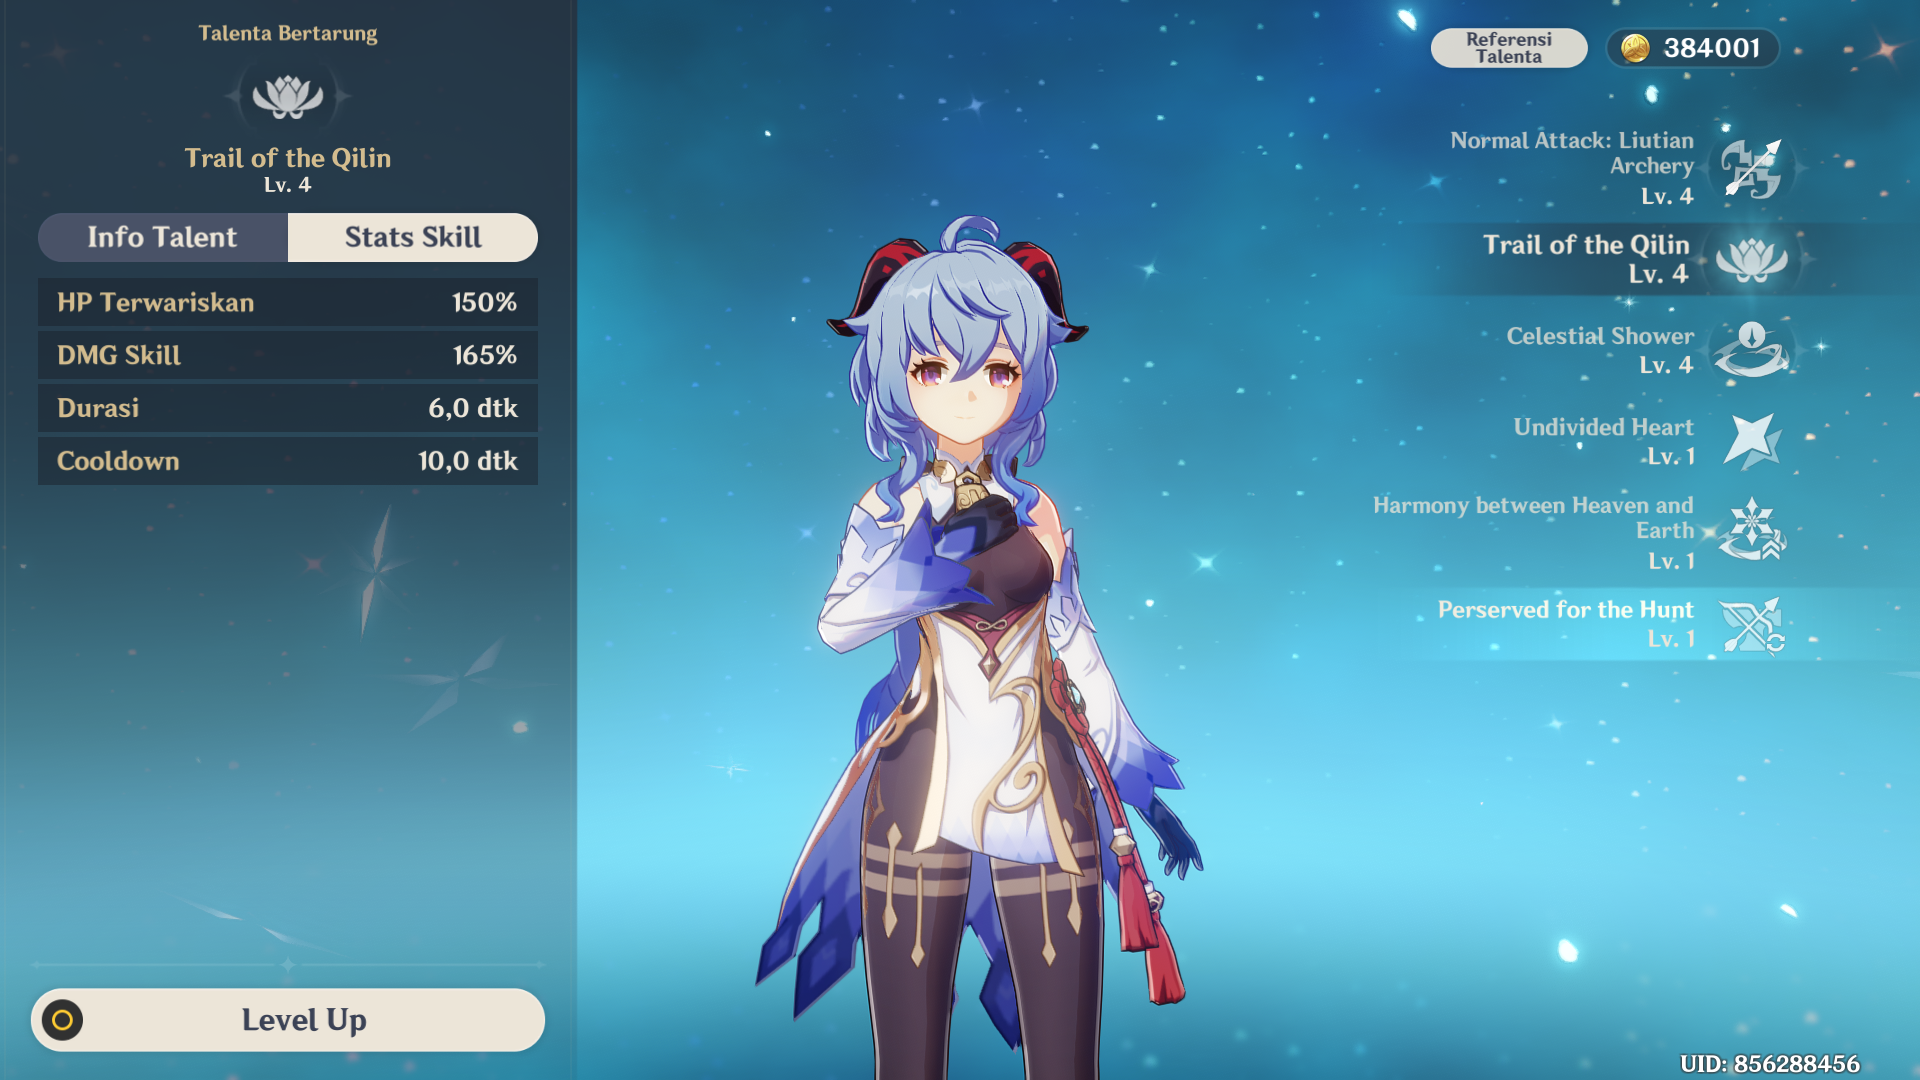 Talenta Bertarung
Trail of the Qilin
Lv. 4
Info Talent
Stats Skill
HP Terwariskan 150%
DMG Skill 165%
Durasi 6,0 dtk
Cooldown 10,0 dtk
Level Up
Referensi
Talenta
384001
Normal Attack: Liutian
Archery
Lv. 4
Trail of the Qilin
Lv. 4
Celestial Shower
Lv. 4
Undivided Heart
Lv. 1
Harmony between Heaven and
Earth
Lv. 1
Perserved for the Hunt
Lv. 1
UID: 856288456